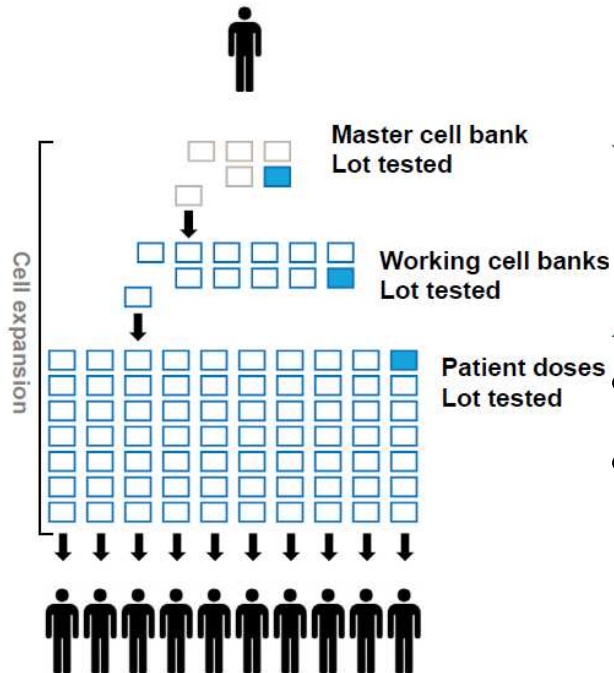 Master cell bank
Lot tested
Cell expansion
Working cell banks
Lot tested
Patient doses
Lot tested